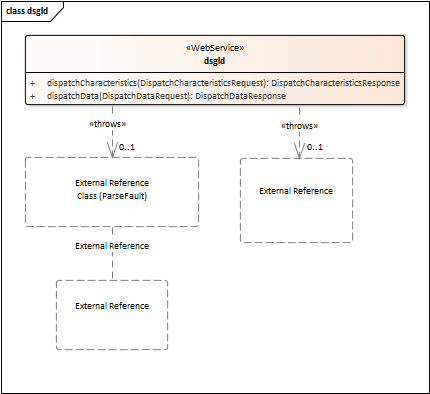 class dsgld
«WebService»
dsgld
+ dispatchCharacteristics(DispatchCharacteristicsRequest): DispatchCharacteristicsResponse
+ dispatchData(DispatchDataRequest): DispatchDataResponse
«throws»
«throws»
0..1
0..1
External Reference
Class (ParseFault)
External Reference
External Reference
External Reference